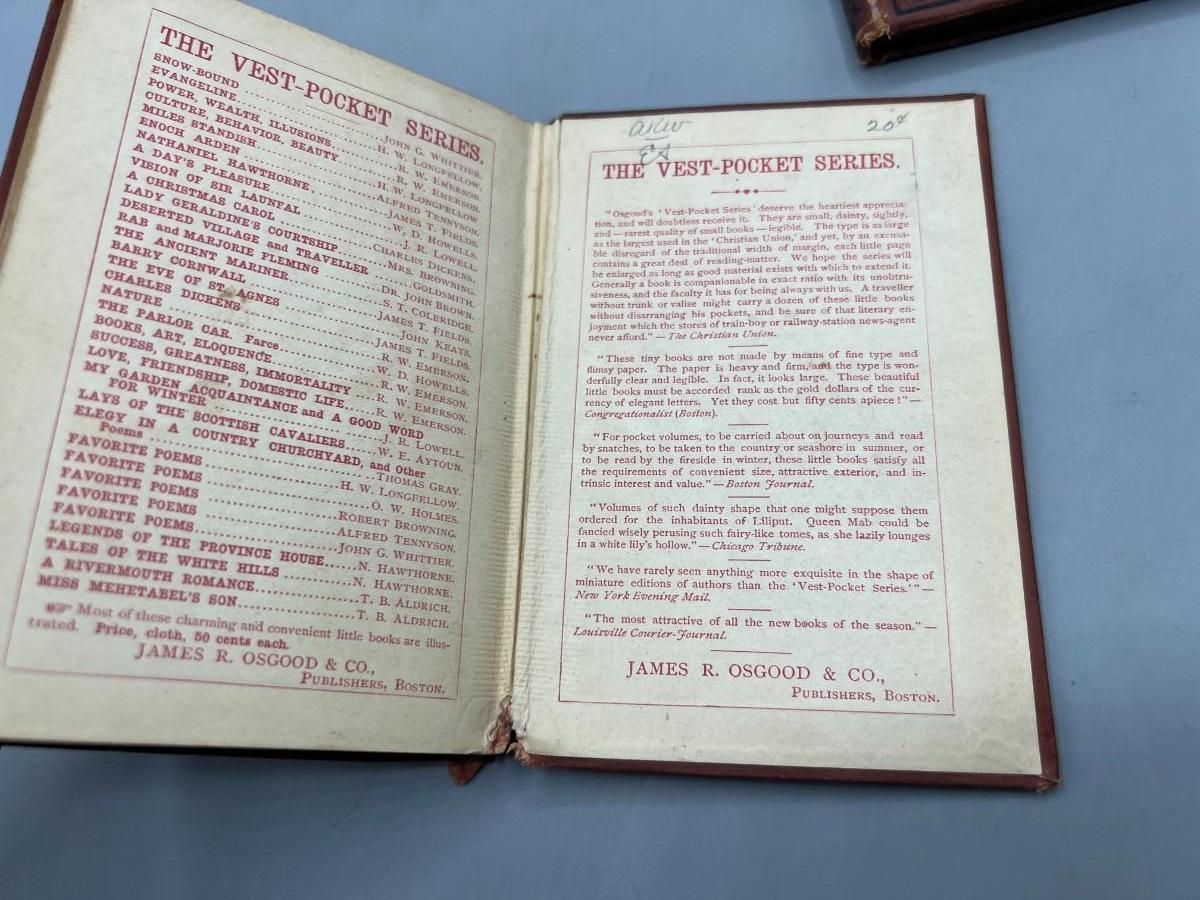 THE VEST-POCKET SERIES.
SNOW-BOUND ........ JOHN G. WHITTIER.
EVANGELINE ........ H. W. LONGFELLOW.
POWER, WEALTH, ILLUSIONS ........ R. W. EMERSON.
CULTURE, BEHAVIOR, BEAUTY ........ R. W. EMERSON.
MILES STANDISH ........ H. W. LONGFELLOW.
ENOCH ARDEN ........ ALFRED TENNYSON.
NATHANIEL HAWTHORNE ........ JAMES T. FIELDS.
A DAY'S PLEASURE ........ W. D. HOWELLS.
VISION OF SIR LAUNFAL ........ J. R. LOWELL.
A CHRISTMAS CAROL ........ CHARLES DICKENS.
LADY GERALDINE'S COURTSHIP ........ MRS. BROWNING.
DESERTED VILLAGE and TRAVELLER ........ GOLDSMITH.
RAB and MARJORIE FLEMING ........ DR. JOHN BROWN.
THE ANCIENT MARINER ........ S. T. COLERIDGE.
BARRY CORNWALL ........ JAMES T. FIELDS.
THE EVE OF ST. AGNES ........ JOHN KEATS.
CHARLES DICKENS ........ JAMES T. FIELDS.
NATURE ........ R. W. EMERSON.
THE PARLOR CAR. Farce ........ W. D. HOWELLS.
BOOKS, ART, ELOQUENCE ........ R. W. EMERSON.
SUCCESS, GREATNESS, IMMORTALITY ........ R. W. EMERSON.
LOVE, FRIENDSHIP, DOMESTIC LIFE ........ R. W. EMERSON.
MY GARDEN ACQUAINTANCE and A GOOD WORD
FOR WINTER ........ J. R. LOWELL.
LAYS OF THE SCOTTISH CAVALIERS ........ W. E. AYTOUN.
ELEGY IN A COUNTRY CHURCHYARD, and Other
Poems ........ THOMAS GRAY.
FAVORITE POEMS ........ H. W. LONGFELLOW.
FAVORITE POEMS ........ O. W. HOLMES.
FAVORITE POEMS ........ ROBERT BROWNING.
FAVORITE POEMS ........ ALFRED TENNYSON.
FAVORITE POEMS ........ JOHN G. WHITTIER.
LEGENDS OF THE PROVINCE HOUSE ........ N. HAWTHORNE.
TALES OF THE WHITE HILLS ........ N. HAWTHORNE.
A RIVERMOUTH ROMANCE ........ T. B. ALDRICH.
MISS MEHETABEL'S SON ........ T. B. ALDRICH.
☞ Most of these charming and convenient little books are illus-
trated. Price, cloth, 50 cents each.
JAMES R. OSGOOD & CO.,
PUBLISHERS, BOSTON.
20¢
THE VEST-POCKET SERIES.
"Osgood's 'Vest-Pocket Series' deserve the heartiest apprecia-
tion, and will doubtless receive it. They are small, dainty, sightly,
and — rarest quality of small books — legible. The type is as large
as the largest used in the 'Christian Union,' and yet, by an excusa-
ble disregard of the traditional width of margin, each little page
contains a great deal of reading-matter. We hope the series will
be enlarged as long as good material exists with which to extend it.
Generally a book is companionable in exact ratio with its unobtru-
siveness, and the faculty it has for being always with us. A traveller
without trunk or valise might carry a dozen of these little books
without disarranging his pockets, and be sure of that literary en-
joyment which the stores of train-boy or railway-station news-agent
never afford." — The Christian Union.
"These tiny books are not made by means of fine type and
flimsy paper. The paper is heavy and firm, and the type is won-
derfully clear and legible. In fact, it looks large. These beautiful
little books must be accorded rank as the gold dollars of the cur-
rency of elegant letters. Yet they cost but fifty cents apiece!" —
Congregationalist (Boston).
"For pocket volumes, to be carried about on journeys and read
by snatches, to be taken to the country or seashore in summer, or
to be read by the fireside in winter, these little books satisfy all
the requirements of convenient size, attractive exterior, and in-
trinsic interest and value." — Boston Journal.
"Volumes of such dainty shape that one might suppose them
ordered for the inhabitants of Liliput. Queen Mab could be
fancied wisely perusing such fairy-like tomes, as she lazily lounges
in a white lily's hollow." — Chicago Tribune.
"We have rarely seen anything more exquisite in the shape of
miniature editions of authors than the 'Vest-Pocket Series.'" —
New York Evening Mail.
"The most attractive of all the new books of the season." —
Louisville Courier-Journal.
JAMES R. OSGOOD & CO.,
PUBLISHERS, BOSTON.